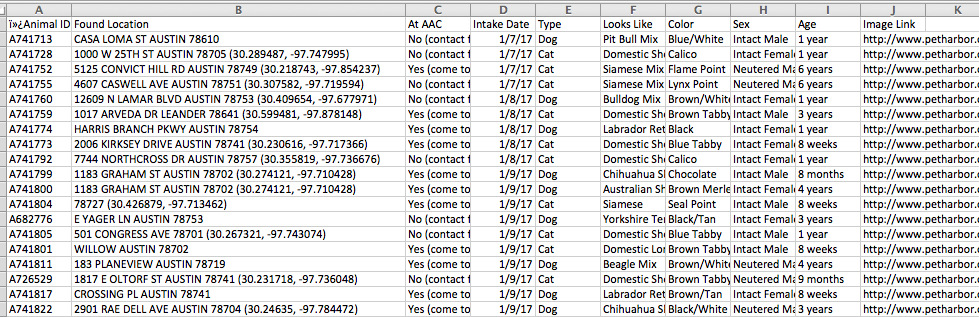 A B C D E F G H I J K
ï»¿Animal ID Found Location At AAC Intake Date Type Looks Like Color Sex Age Image Link
A741713 CASA LOMA ST AUSTIN 78610 No (contact f 1/7/17 Dog Pit Bull Mix Blue/White Intact Male 1 year http://www.petharbor.c
A741728 1000 W 25TH ST AUSTIN 78705 (30.289487, -97.747995) No (contact f 1/7/17 Cat Domestic Sho Calico Intact Femal 1 year http://www.petharbor.c
A741752 5125 CONVICT HILL RD AUSTIN 78749 (30.218743, -97.854237) Yes (come to 1/7/17 Cat Siamese Mix Flame Point Neutered Ma 6 years http://www.petharbor.c
A741755 4607 CASWELL AVE AUSTIN 78751 (30.307582, -97.719594) No (contact f 1/7/17 Cat Siamese Mix Lynx Point Neutered Ma 6 years http://www.petharbor.c
A741760 12609 N LAMAR BLVD AUSTIN 78753 (30.409654, -97.677971) No (contact f 1/8/17 Dog Bulldog Mix Brown/White Intact Femal 1 year http://www.petharbor.c
A741759 1017 ARVEDA DR LEANDER 78641 (30.599481, -97.878148) Yes (come to 1/8/17 Cat Domestic Sho Brown Tabby Intact Male 3 years http://www.petharbor.c
A741774 HARRIS BRANCH PKWY AUSTIN 78754 Yes (come to 1/8/17 Dog Labrador Ret Black Intact Femal 1 year http://www.petharbor.c
A741773 2006 KIRKSEY DRIVE AUSTIN 78741 (30.230616, -97.717366) Yes (come to 1/8/17 Cat Domestic Sho Blue Tabby Intact Femal 8 weeks http://www.petharbor.c
A741792 7744 NORTHCROSS DR AUSTIN 78757 (30.355819, -97.736676) No (contact f 1/8/17 Cat Domestic Sho Calico Intact Femal 1 year http://www.petharbor.c
A741799 1183 GRAHAM ST AUSTIN 78702 (30.274121, -97.710428) Yes (come to 1/9/17 Dog Chihuahua Sh Chocolate Intact Male 8 months http://www.petharbor.c
A741800 1183 GRAHAM ST AUSTIN 78702 (30.274121, -97.710428) Yes (come to 1/9/17 Dog Australian Sh Brown Merle Intact Femal 4 years http://www.petharbor.c
A741804 78727 (30.426879, -97.713462) Yes (come to 1/9/17 Cat Siamese Seal Point Intact Male 8 weeks http://www.petharbor.c
A682776 E YAGER LN AUSTIN 78753 No (contact f 1/9/17 Dog Yorkshire Ter Black/Tan Intact Femal 3 years http://www.petharbor.c
A741805 501 CONGRESS AVE 78701 (30.267321, -97.743074) No (contact f 1/9/17 Cat Domestic Sho Blue Tabby Intact Male 1 year http://www.petharbor.c
A741801 WILLOW AUSTIN 78702 Yes (come to 1/9/17 Cat Domestic Lon Brown Tabby Intact Male 8 weeks http://www.petharbor.c
A741811 183 PLANEVIEW AUSTIN 78719 Yes (come to 1/9/17 Dog Beagle Mix Brown/White Neutered Ma 4 years http://www.petharbor.c
A726529 1817 E OLTORF ST AUSTIN 78741 (30.231718, -97.736048) Yes (come to 1/9/17 Cat Domestic Sho Brown Tabby Neutered Ma 9 months http://www.petharbor.c
A741817 CROSSING PL AUSTIN 78741 Yes (come to 1/9/17 Dog Labrador Ret Brown/Tan Intact Femal 8 weeks http://www.petharbor.c
A741822 2901 RAE DELL AVE AUSTIN 78704 (30.24635, -97.784472) Yes (come to 1/9/17 Dog Chihuahua Sh Black/White Neutered Ma 3 years http://www.petharbor.c